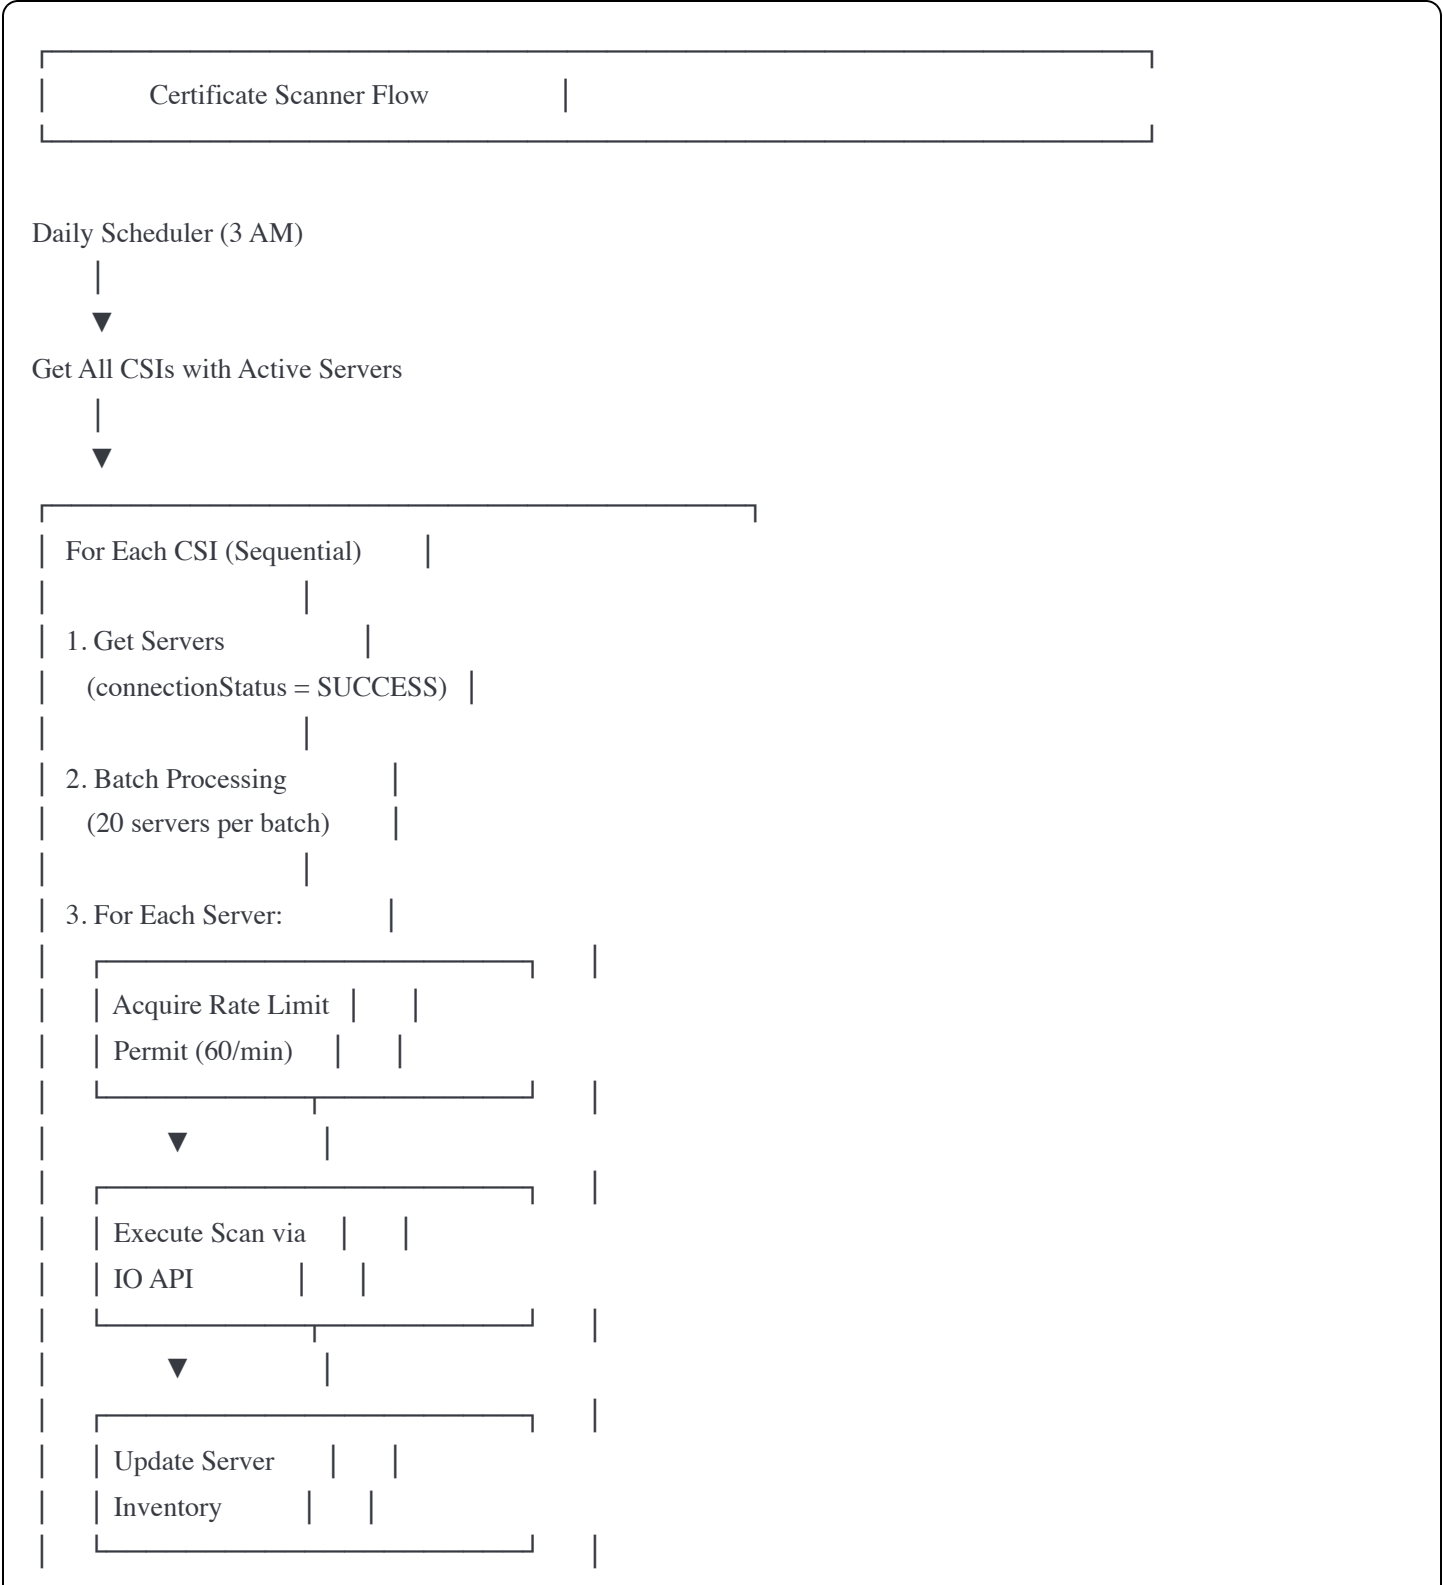 Certificate Scanner Flow
Daily Scheduler (3 AM)
Get All CSIs with Active Servers
For Each CSI (Sequential)
1. Get Servers
(connectionStatus = SUCCESS)
2. Batch Processing
(20 servers per batch)
3. For Each Server:
Acquire Rate Limit
Permit (60/min)
Execute Scan via
IO API
Update Server
Inventory